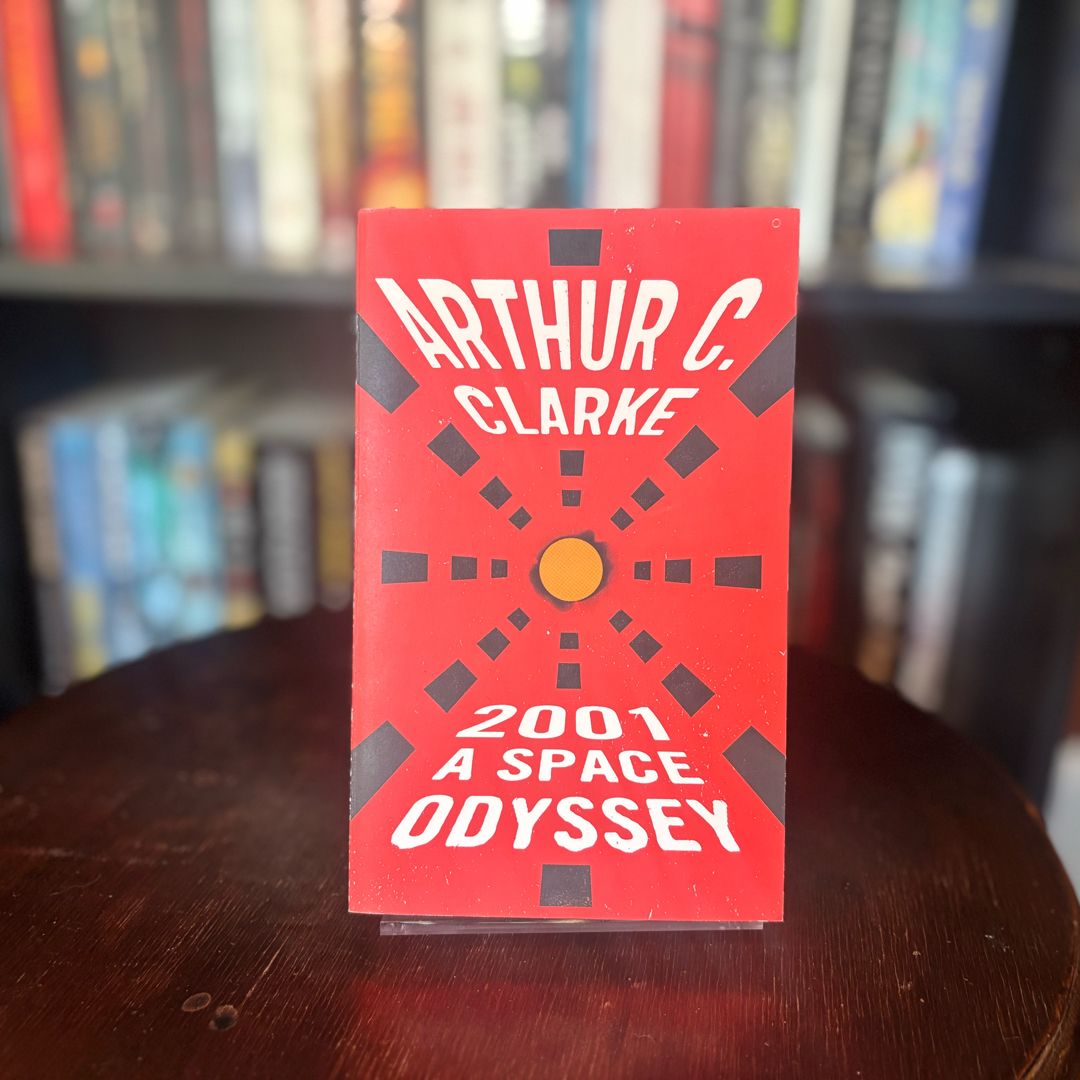 ARTHUR C.
CLARKE
2001
A SPACE
ODYSSEY